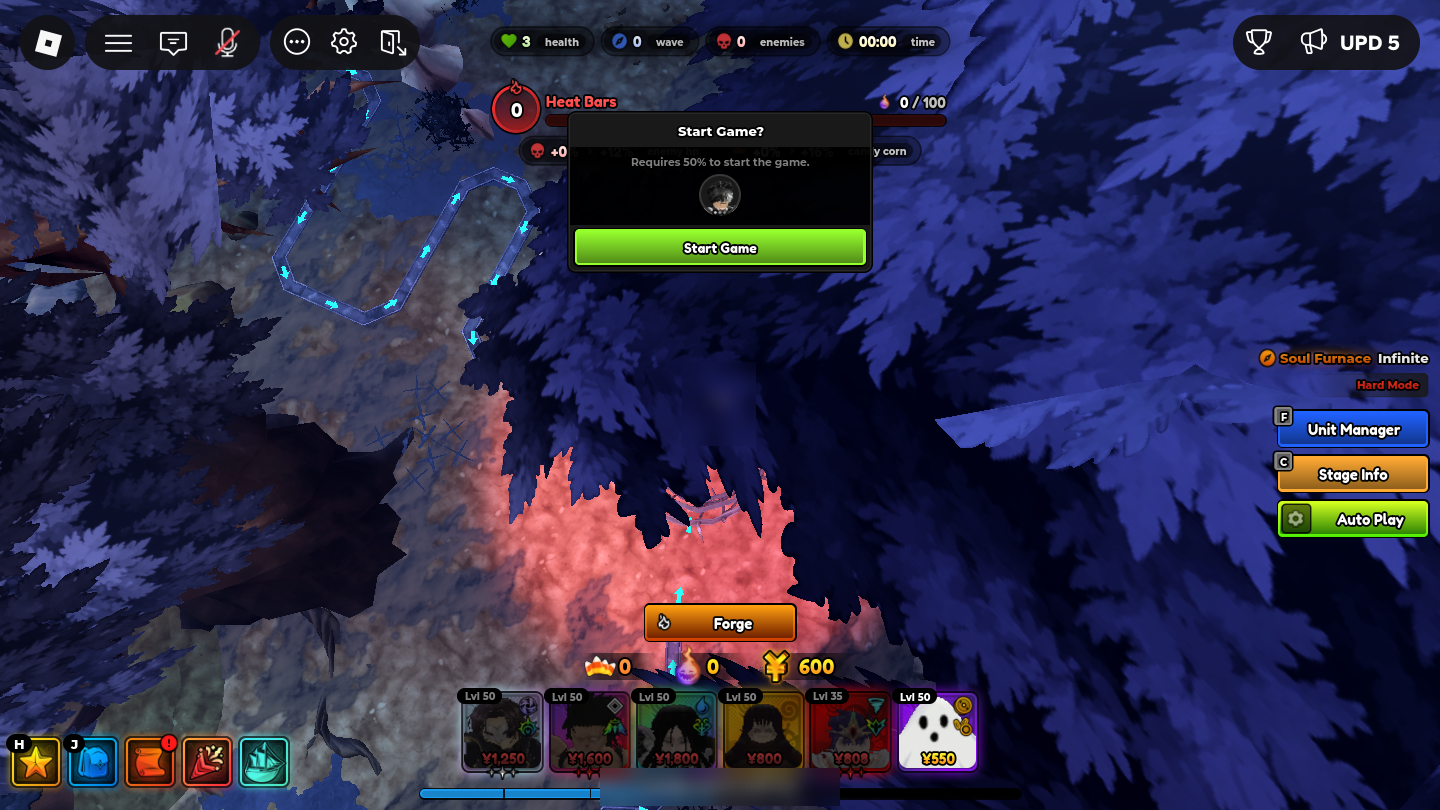 3 health
0 wave
0 enemies
00:00 time
UPD 5
0
Heat Bars
0 / 100
Start Game?
+0
y corn
Requires 50% to start the game.
Start Game
Soul Furnace Infinite
Hard Mode
F
Unit Manager
C
Stage Info
Auto Play
Forge
0
0
600
Lvl 50
Lvl 50
Lvl 50
Lvl 50
Lvl 35
Lvl 50
¥1,250
¥1,600
¥1,800
¥800
¥808
¥550
H
J
!